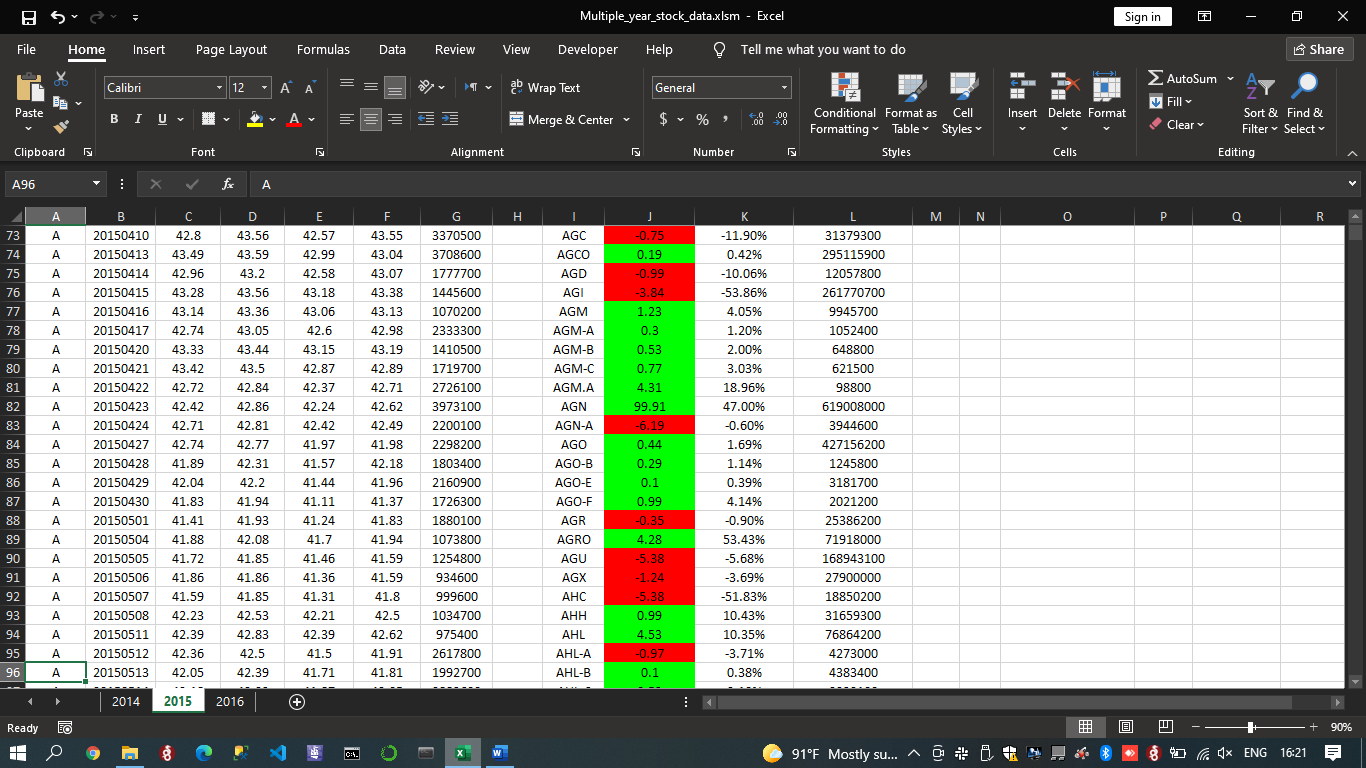 Multiple_year_stock_data.xlsm - Excel
Sign in
File Home Insert Page Layout Formulas Data Review View Developer Help Tell me what you want to do Share
Calibri 12 A A ab Wrap Text General AutoSum A Z
Paste B I U A Merge & Center $ % , Fill
Conditional Formatting Format as Table Cell Styles Insert Delete Format Clear Sort & Filter Find & Select
Clipboard Font Alignment Number Styles Cells Editing
A96 fx A
A B C D E F G H I J K L M N O P Q R
73 A 20150410 42.8 43.56 42.57 43.55 3370500 AGC -0.75 -11.90% 31379300
74 A 20150413 43.49 43.59 42.99 43.04 3708600 AGCO 0.19 0.42% 295115900
75 A 20150414 42.96 43.2 42.58 43.07 1777700 AGD -0.99 -10.06% 12057800
76 A 20150415 43.28 43.56 43.18 43.38 1445600 AGI -3.84 -53.86% 261770700
77 A 20150416 43.14 43.36 43.06 43.13 1070200 AGM 1.23 4.05% 9945700
78 A 20150417 42.74 43.05 42.6 42.98 2333300 AGM-A 0.3 1.20% 1052400
79 A 20150420 43.33 43.44 43.15 43.19 1410500 AGM-B 0.53 2.00% 648800
80 A 20150421 43.42 43.5 42.87 42.89 1719700 AGM-C 0.77 3.03% 621500
81 A 20150422 42.72 42.84 42.37 42.71 2726100 AGM.A 4.31 18.96% 98800
82 A 20150423 42.42 42.86 42.24 42.62 3973100 AGN 99.91 47.00% 619008000
83 A 20150424 42.71 42.81 42.42 42.49 2200100 AGN-A -6.19 -0.60% 3944600
84 A 20150427 42.74 42.77 41.97 41.98 2298200 AGO 0.44 1.69% 427156200
85 A 20150428 41.89 42.31 41.57 42.18 1803400 AGO-B 0.29 1.14% 1245800
86 A 20150429 42.04 42.2 41.44 41.96 2160900 AGO-E 0.1 0.39% 3181700
87 A 20150430 41.83 41.94 41.11 41.37 1726300 AGO-F 0.99 4.14% 2021200
88 A 20150501 41.41 41.93 41.24 41.83 1880100 AGR -0.35 -0.90% 25386200
89 A 20150504 41.88 42.08 41.7 41.94 1073800 AGRO 4.28 53.43% 71918000
90 A 20150505 41.72 41.85 41.46 41.59 1254800 AGU -5.38 -5.68% 168943100
91 A 20150506 41.86 41.86 41.36 41.59 934600 AGX -1.24 -3.69% 27900000
92 A 20150507 41.59 41.85 41.31 41.8 999600 AHC -5.38 -51.83% 18850200
93 A 20150508 42.23 42.53 42.21 42.5 1034700 AHH 0.99 10.43% 31659300
94 A 20150511 42.39 42.83 42.39 42.62 975400 AHL 4.53 10.35% 76864200
95 A 20150512 42.36 42.5 41.5 41.91 2617800 AHL-A -0.97 -3.71% 4273000
96 A 20150513 42.05 42.39 41.71 41.81 1992700 AHL-B 0.1 0.38% 4383400
2014 2015 2016
Ready 90%
91°F Mostly su... ENG 16:21